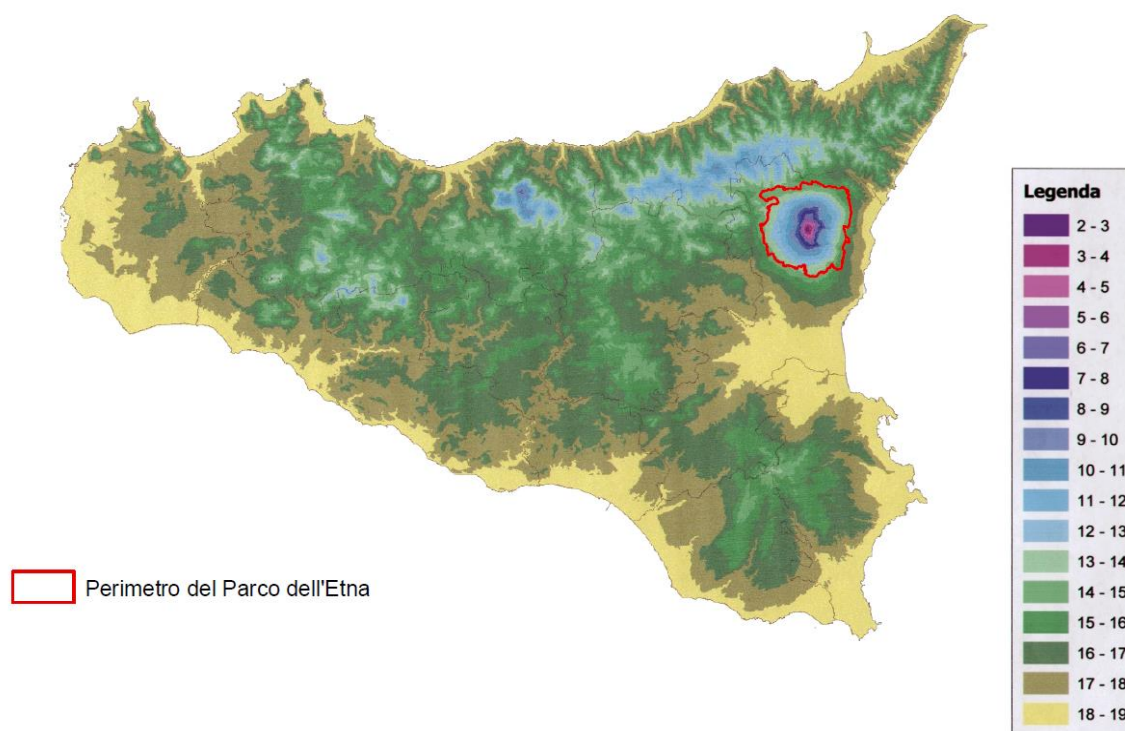 Legenda
2 - 3
3 - 4
4 - 5
5 - 6
6 - 7
7 - 8
8 - 9
9 - 10
10 - 11
11 - 12
12 - 13
13 - 14
14 - 15
15 - 16
16 - 17
17 - 18
18 - 19
Perimetro del Parco dell'Etna